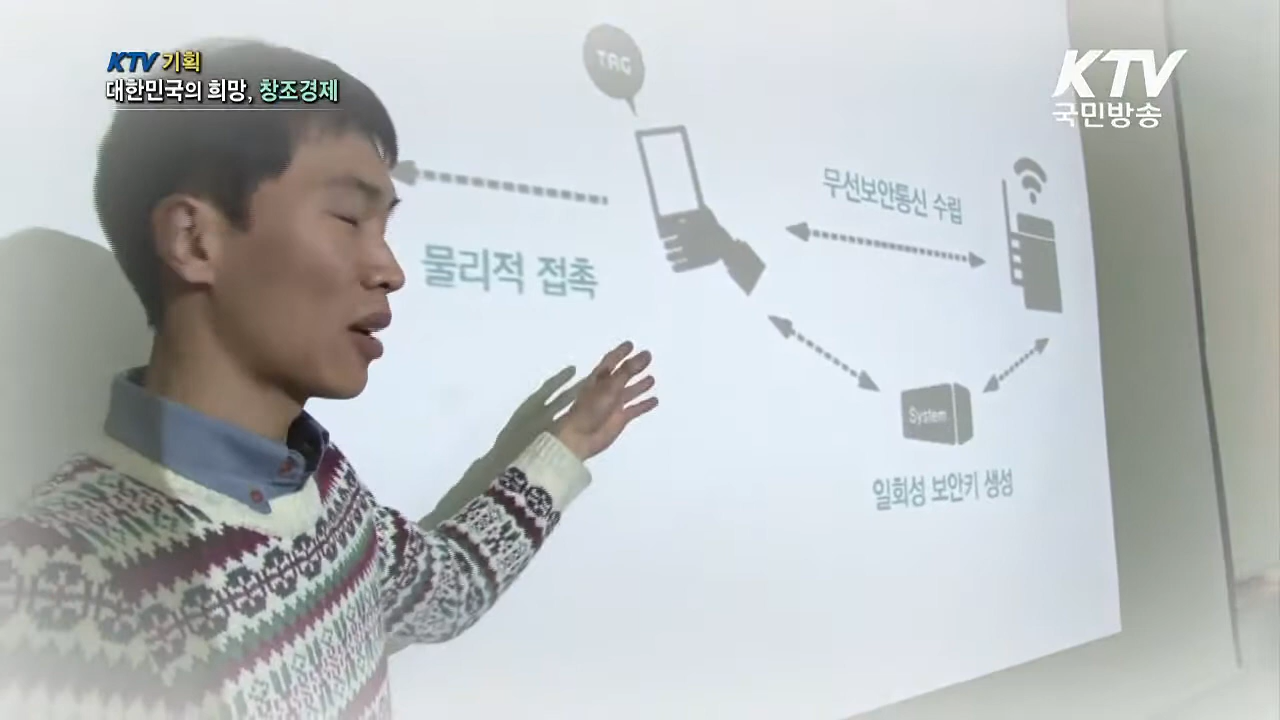 KTV 기획
대한민국의 희망, 창조경제
KTV
국민방송
TAG
무선보안통신 수립
물리적 접촉
System
일회성 보안키 생성